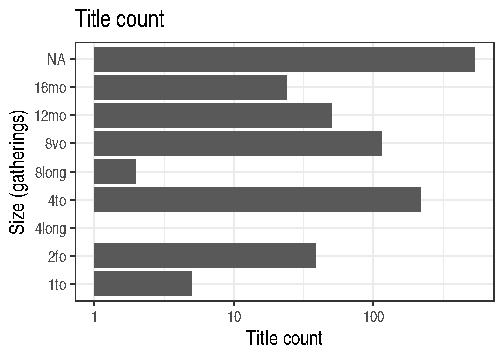 Title count
NA
16mo
12mo
8vo
8long
4to
4long
2fo
1to
Size (gatherings)
1 10 100
Title count